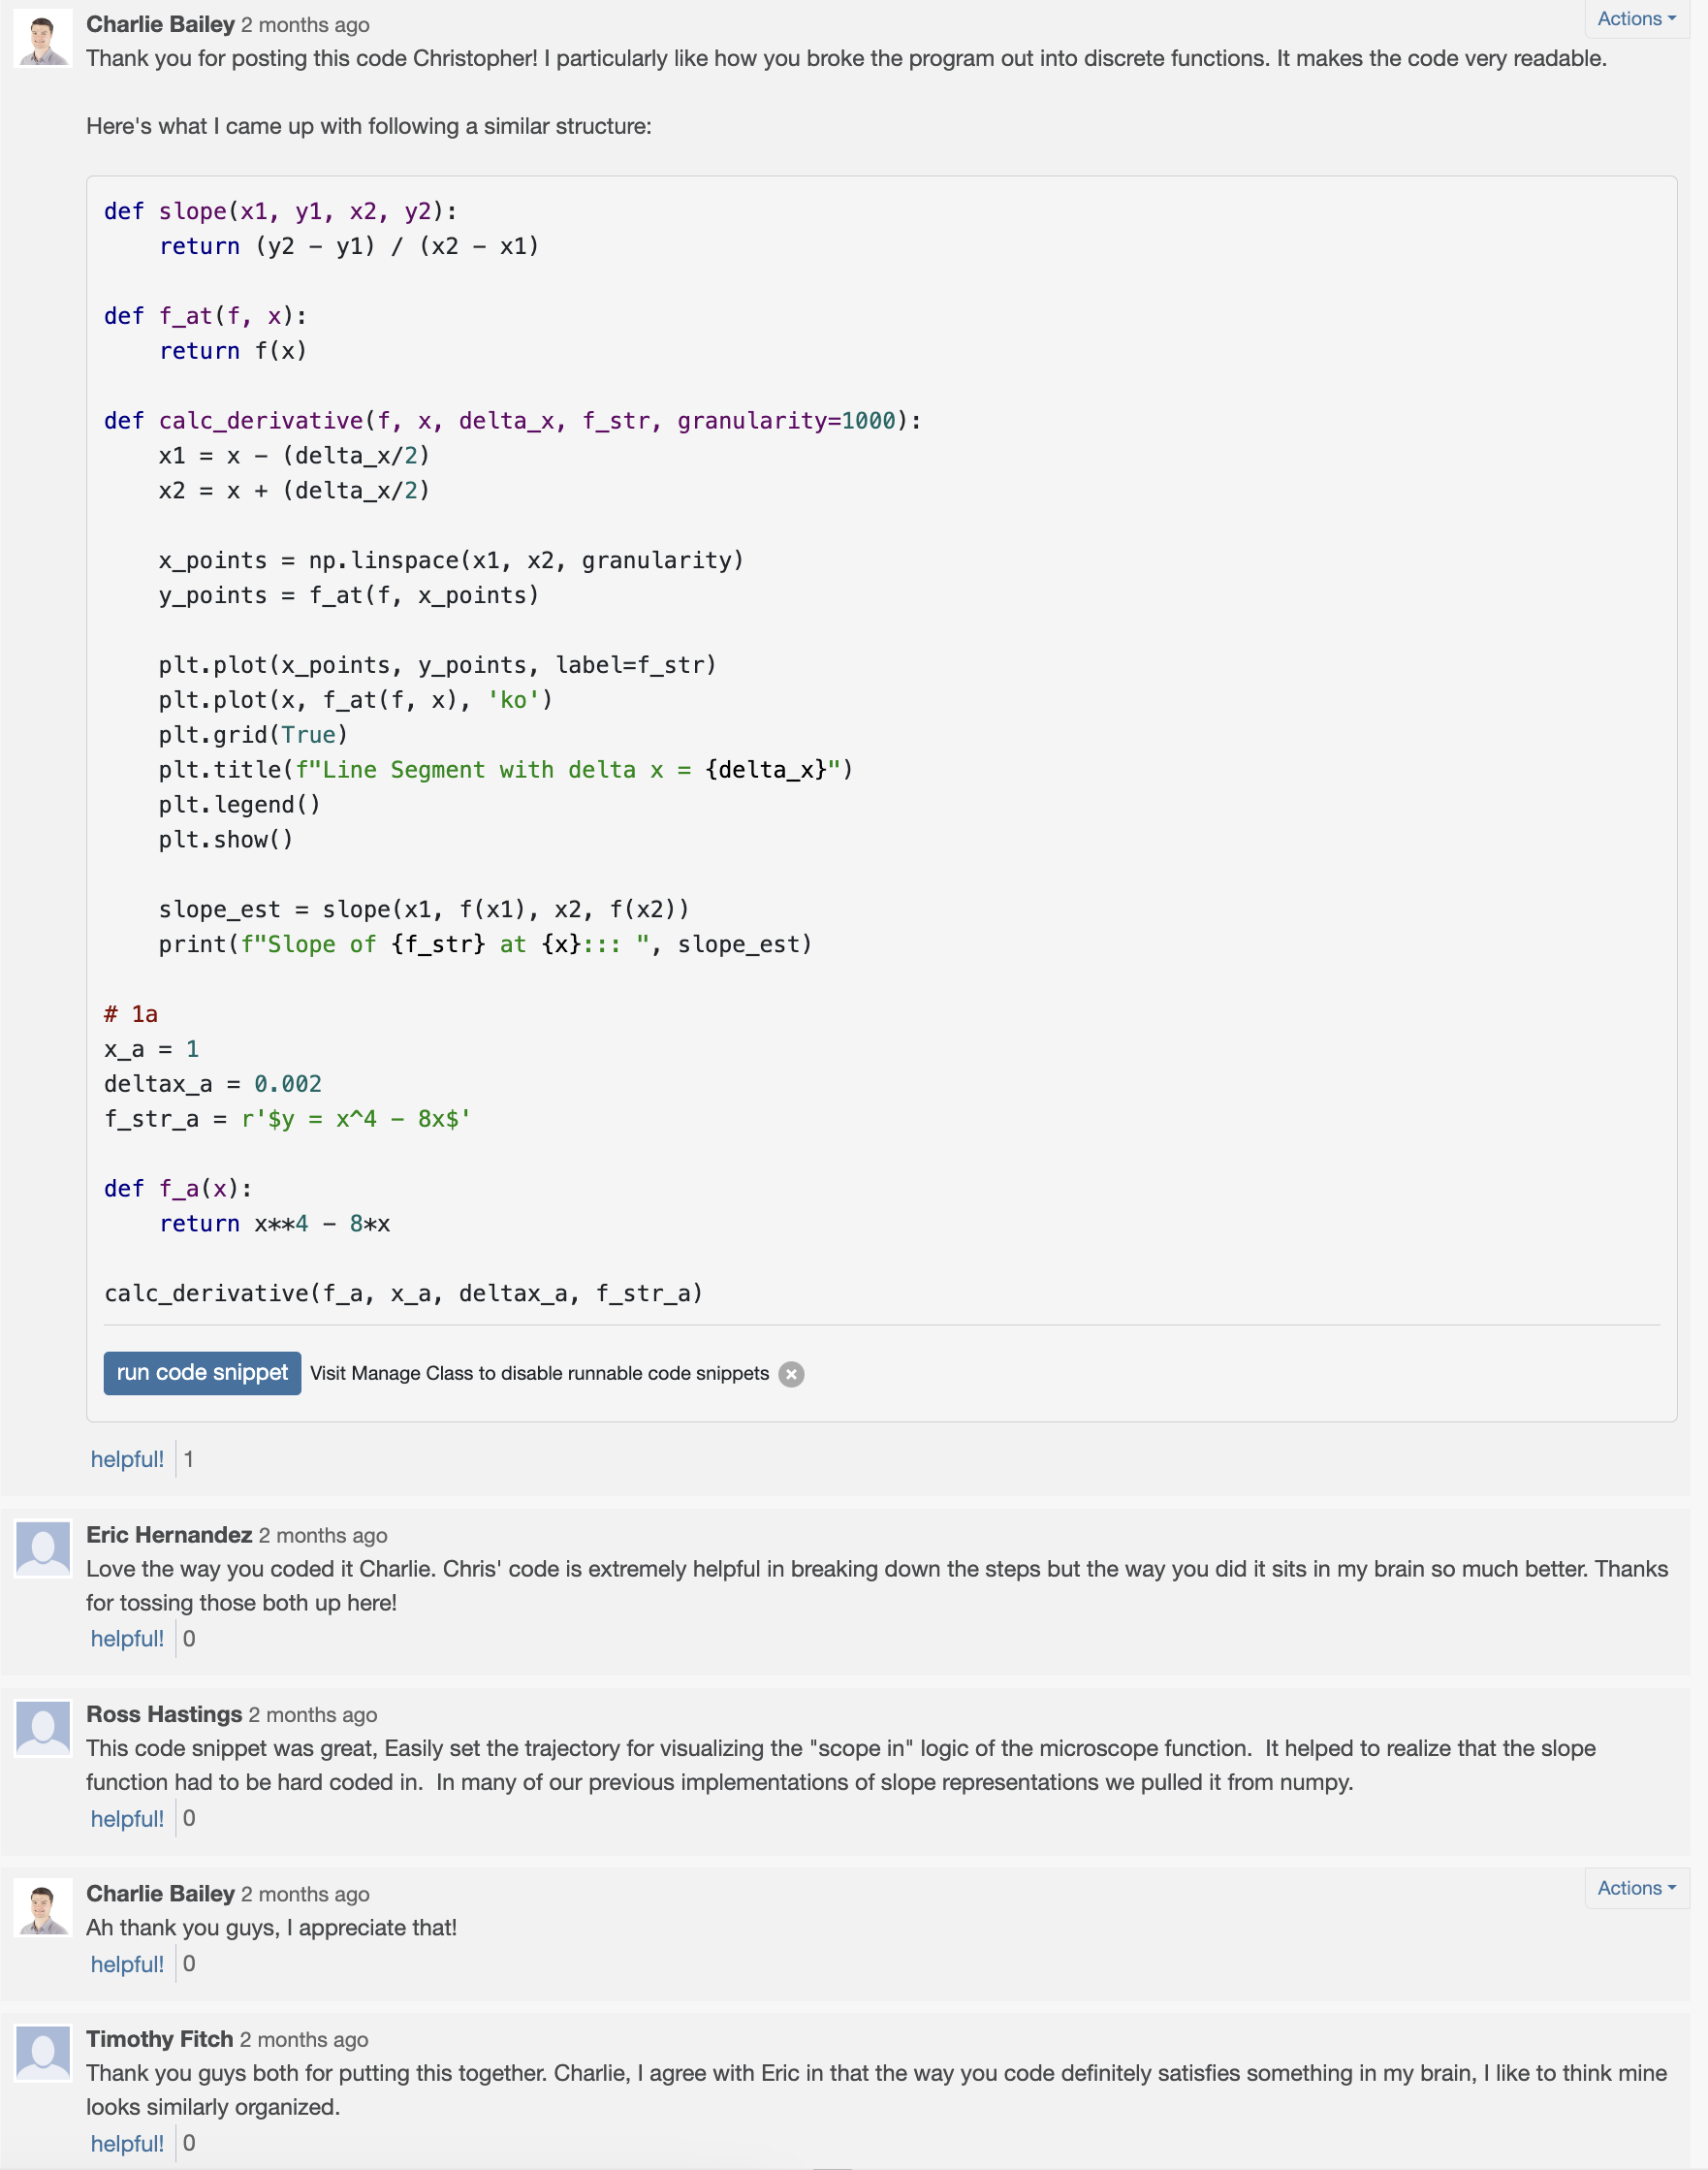 Charlie Bailey 2 months ago
Actions
Thank you for posting this code Christopher! I particularly like how you broke the program out into discrete functions. It makes the code very readable.
Here's what I came up with following a similar structure:
def slope(x1, y1, x2, y2):
    return (y2 - y1) / (x2 - x1)
def f_at(f, x):
    return f(x)
def calc_derivative(f, x, delta_x, f_str, granularity=1000):
    x1 = x - (delta_x/2)
    x2 = x + (delta_x/2)
    x_points = np.linspace(x1, x2, granularity)
    y_points = f_at(f, x_points)
    plt.plot(x_points, y_points, label=f_str)
    plt.plot(x, f_at(f, x), 'ko')
    plt.grid(True)
    plt.title(f"Line Segment with delta x = {delta_x}")
    plt.legend()
    plt.show()
    slope_est = slope(x1, f(x1), x2, f(x2))
    print(f"Slope of {f_str} at {x}::: ", slope_est)
# 1a
x_a = 1
deltax_a = 0.002
f_str_a = r'$y = x^4 - 8x$'
def f_a(x):
    return x**4 - 8*x
calc_derivative(f_a, x_a, deltax_a, f_str_a)
run code snippet Visit Manage Class to disable runnable code snippets
helpful! 1
Eric Hernandez 2 months ago
Love the way you coded it Charlie. Chris' code is extremely helpful in breaking down the steps but the way you did it sits in my brain so much better. Thanks
for tossing those both up here!
helpful! 0
Ross Hastings 2 months ago
This code snippet was great, Easily set the trajectory for visualizing the "scope in" logic of the microscope function.  It helped to realize that the slope
function had to be hard coded in.  In many of our previous implementations of slope representations we pulled it from numpy.
helpful! 0
Charlie Bailey 2 months ago
Actions
Ah thank you guys, I appreciate that!
helpful! 0
Timothy Fitch 2 months ago
Thank you guys both for putting this together. Charlie, I agree with Eric in that the way you code definitely satisfies something in my brain, I like to think mine
looks similarly organized.
helpful! 0